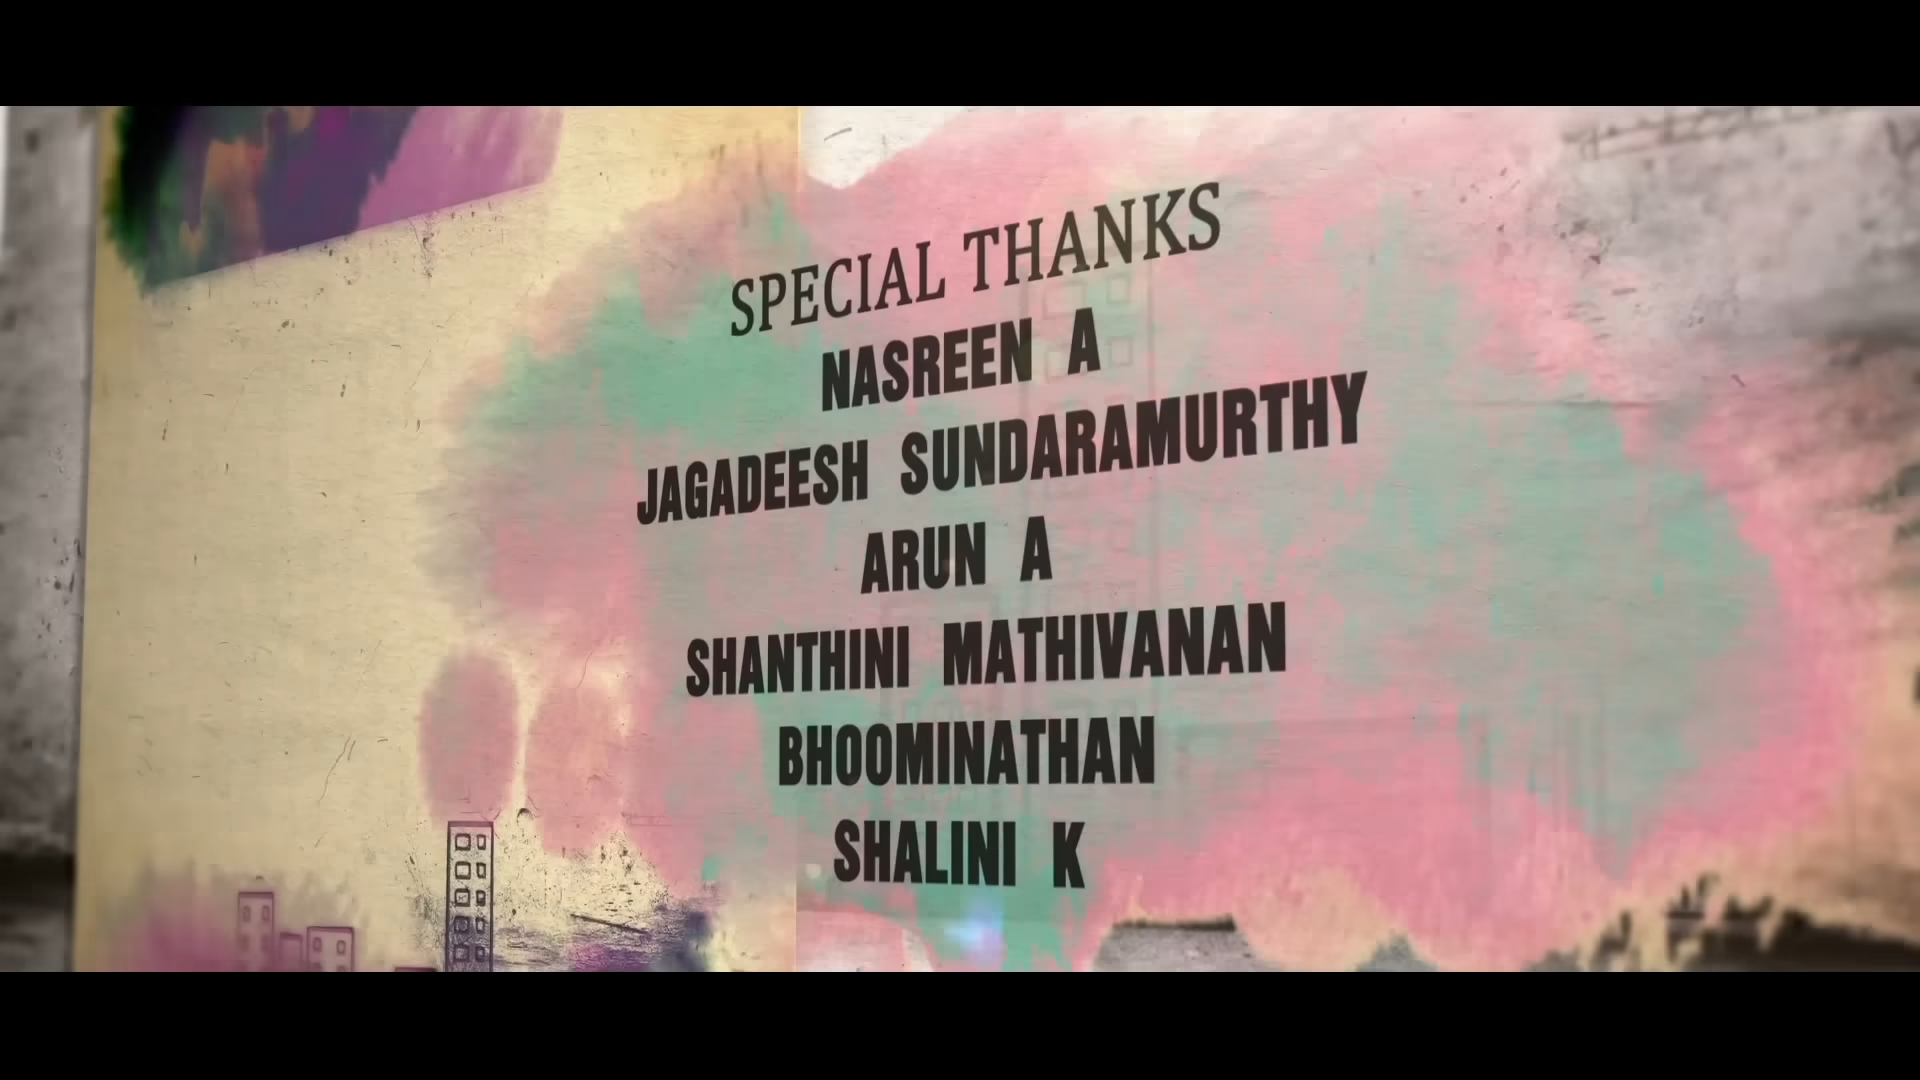 SPECIAL THANKS
NASREEN A
JAGADEESH SUNDARAMURTHY
ARUN A
SHANTHINI MATHIVANAN
BHOOMINATHAN
SHALINI K